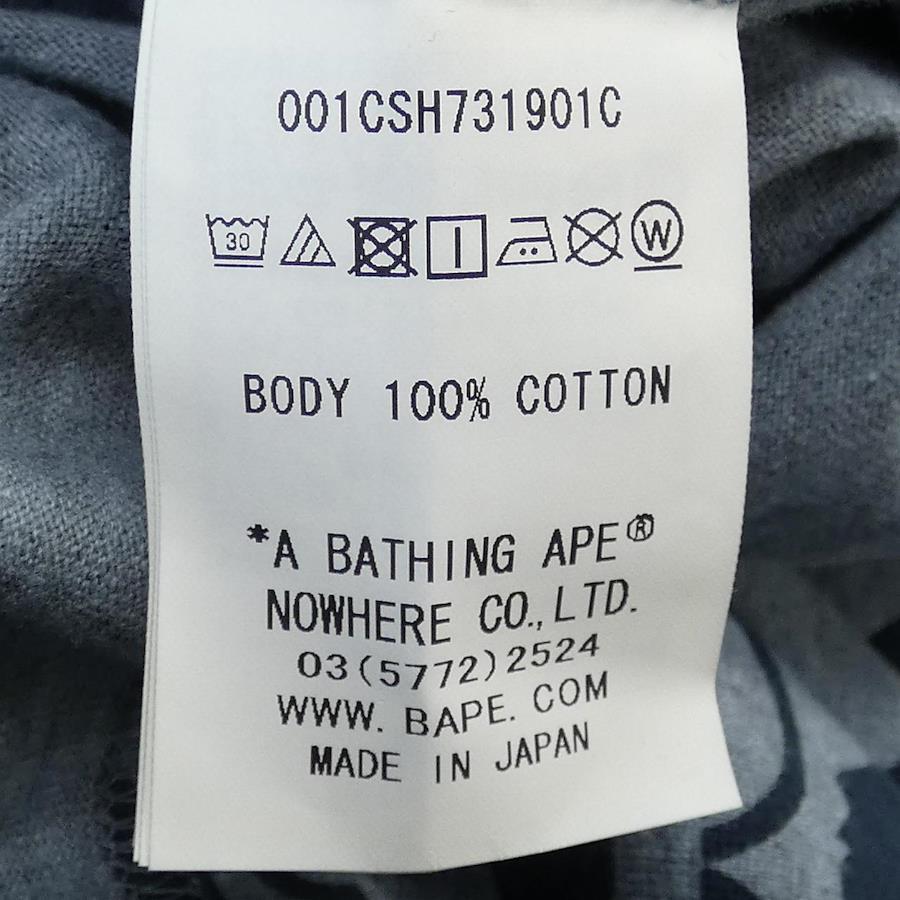 001CSH731901C
30 W
BODY 100% COTTON
*A BATHING APE®
NOWHERE CO.,LTD.
03(5772)2524
WWW. BAPE. COM
MADE IN JAPAN